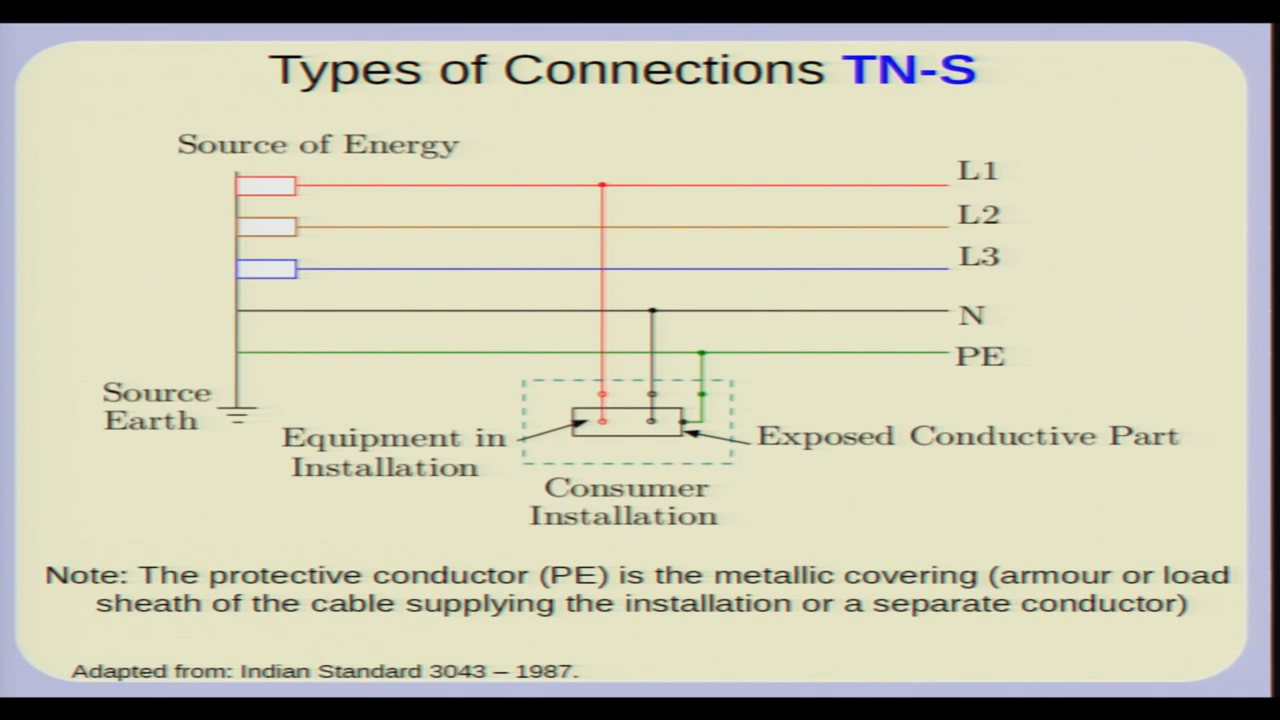 Types of Connections TN-S
Source of Energy
L1
L2
L3
N
PE
Source
Earth
Equipment in
Installation
Exposed Conductive Part
Consumer
Installation
Note: The protective conductor (PE) is the metallic covering (armour or load
sheath of the cable supplying the installation or a separate conductor)
Adapted from: Indian Standard 3043 – 1987.